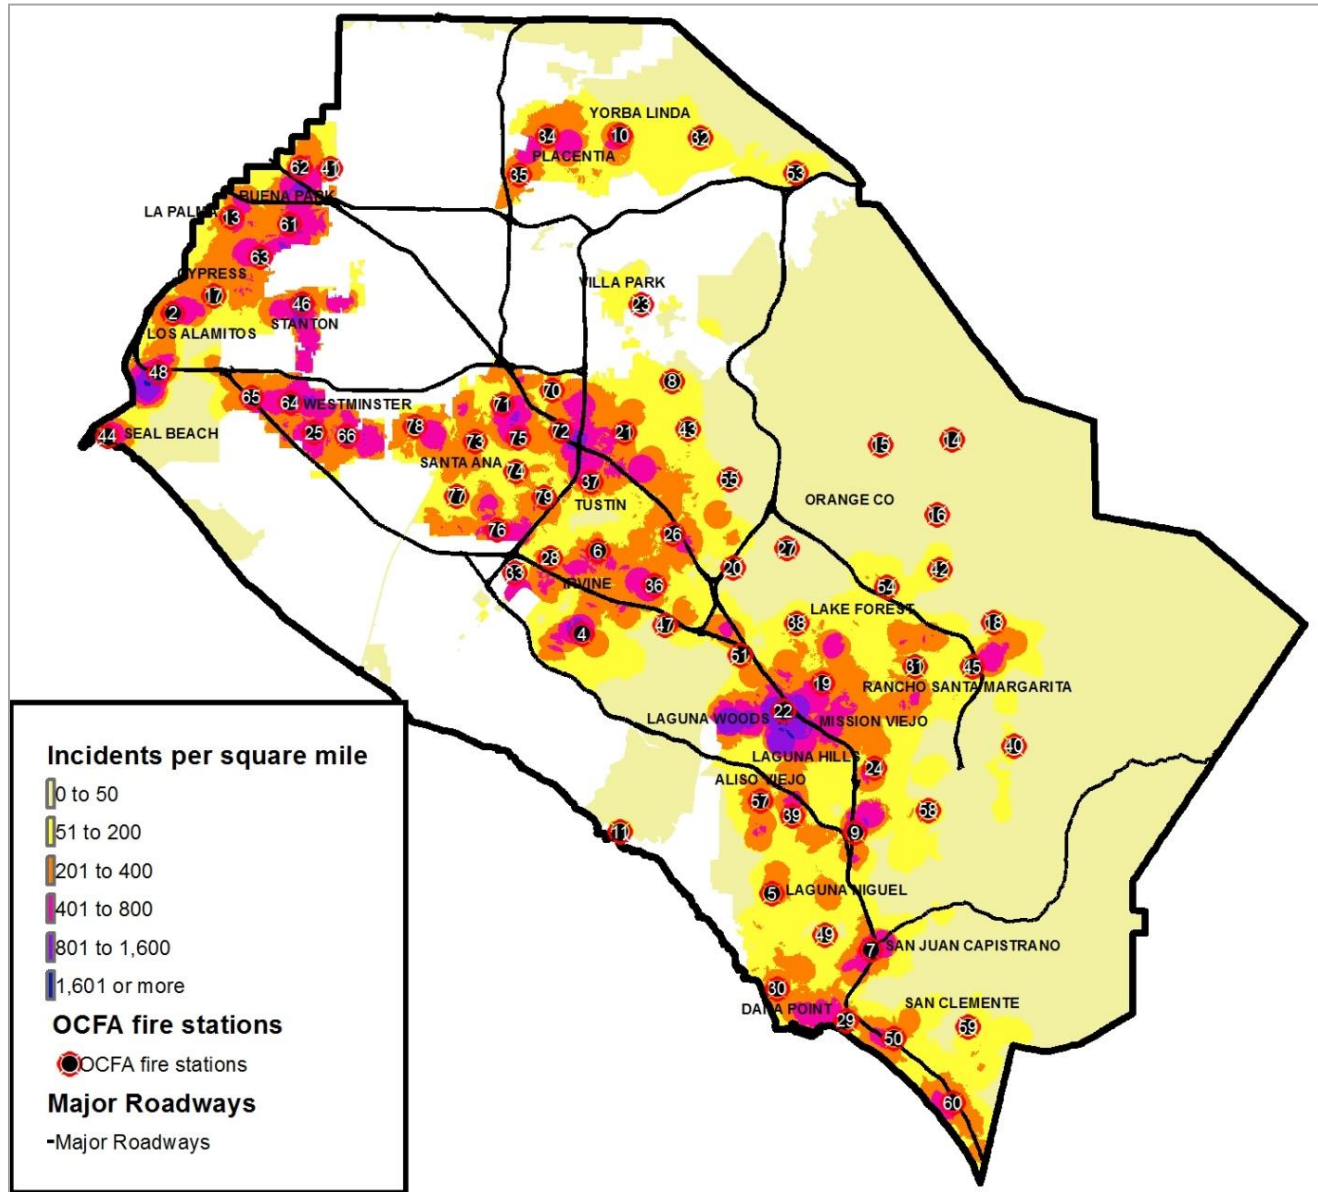 YORBA LINDA
34
10
32
PLACENTIA
62
41
35
53
BUENA PARK
LA PALMA
13
61
63
CYPRESS
VILLA PARK
17
46
23
2
STANTON
LOS ALAMITOS
48
8
70
65
64
WESTMINSTER
71
44
SEAL BEACH
25
66
78
73
75
72
21
43
15
14
SANTA ANA
74
37
55
77
79
TUSTIN
ORANGE CO
16
76
26
28
6
27
33
IRVINE
36
20
42
54
LAKE FOREST
4
47
38
18
51
31
45
19
RANCHO SANTA MARGARITA
LAGUNA WOODS
22
MISSION VIEJO
40
LAGUNA HILLS
24
ALISO VIEJO
57
39
58
11
9
5
LAGUNA NIGUEL
49
7
SAN JUAN CAPISTRANO
30
DANA POINT
SAN CLEMENTE
29
59
50
60
Incidents per square mile
0 to 50
51 to 200
201 to 400
401 to 800
801 to 1,600
1,601 or more
OCFA fire stations
OCFA fire stations
Major Roadways
Major Roadways